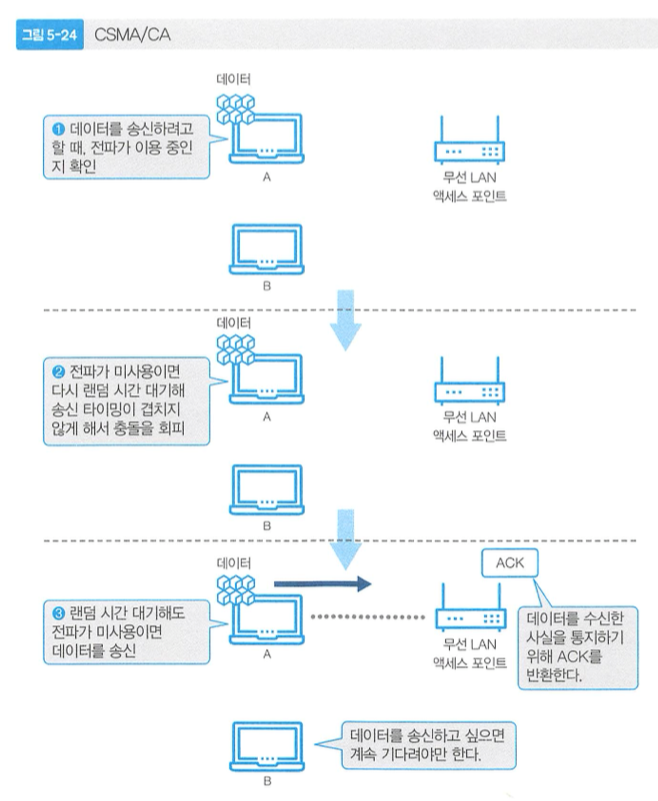 그림 5-24 CSMA/CA
데이터
❶ 데이터를 송신하려고
할 때, 전파가 이용 중인
지 확인
A
무선 LAN
액세스 포인트
B
데이터
❷ 전파가 미사용이면
다시 랜덤 시간 대기해
송신 타이밍이 겹치지
않게 해서 충돌을 회피
A
무선 LAN
액세스 포인트
B
데이터
ACK
❸ 랜덤 시간 대기해도
전파가 미사용이면
데이터를 송신
A
무선 LAN
액세스 포인트
데이터를 수신한
사실을 통지하기
위해 ACK를
반환한다.
데이터를 송신하고 싶으면
계속 기다려야만 한다.
B